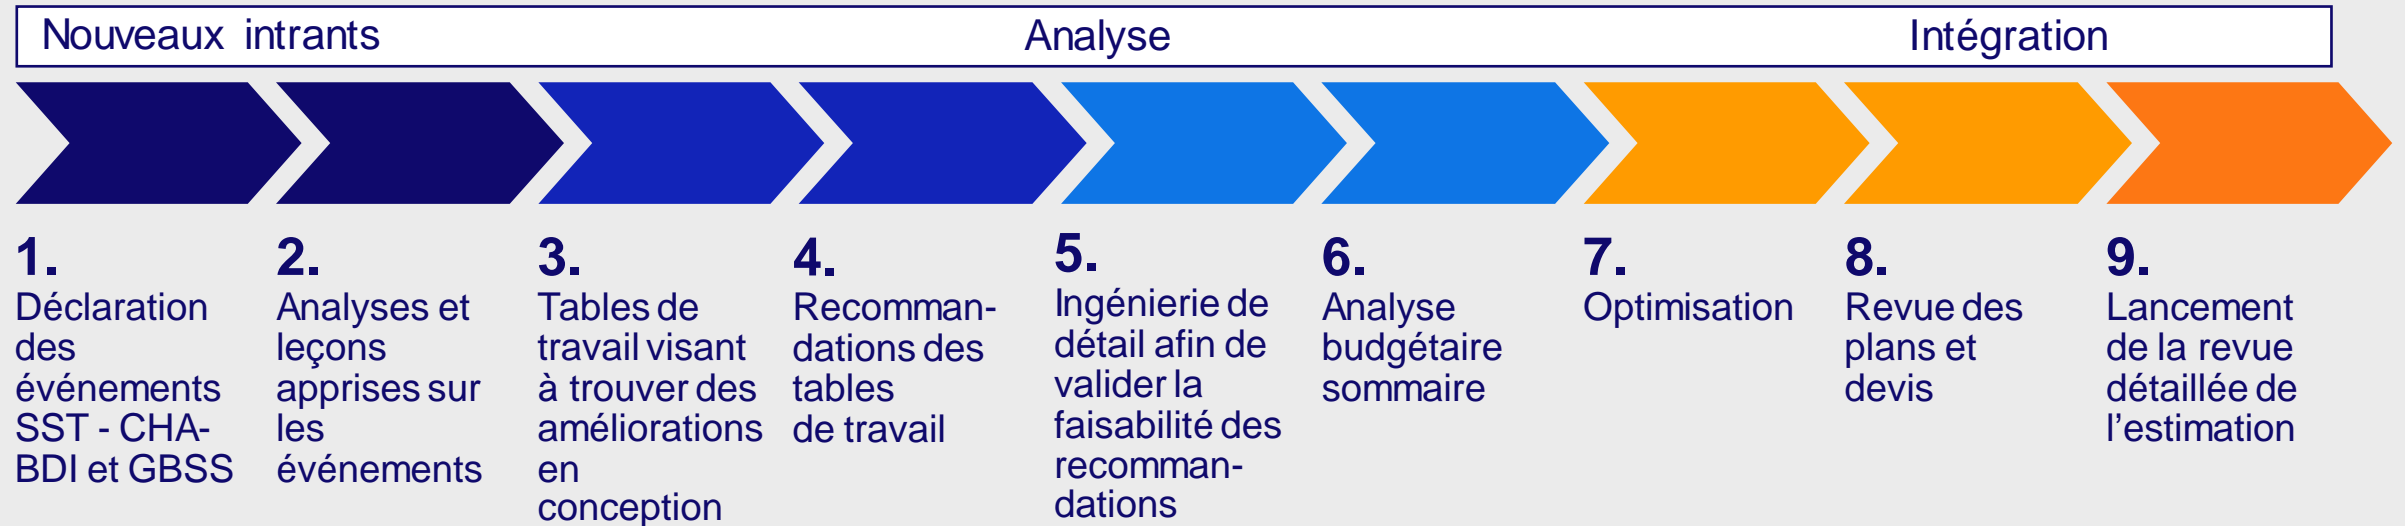 Nouveaux intrants
Analyse
Intégration
1.
Déclaration
des
événements
SST - CHA-
BDI et GBSS
2.
Analyses et
leçons
apprises sur
les
événements
3.
Tables de
travail visant
à trouver des
améliorations
en
conception
4.
Recomman-
dations des
tables
de travail
5.
Ingénierie de
détail afin de
valider la
faisabilité des
recomman-
dations
6.
Analyse
budgétaire
sommaire
7.
Optimisation
8.
Revue des
plans et
devis
9.
Lancement
de la revue
détaillée de
l’estimation